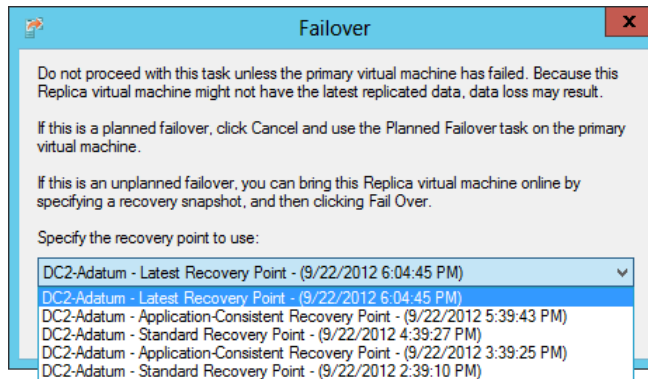 Failover
x
Do not proceed with this task unless the primary virtual machine has failed. Because this
Replica virtual machine might not have the latest replicated data, data loss may result.
If this is a planned failover, click Cancel and use the Planned Failover task on the primary
virtual machine.
If this is an unplanned failover, you can bring this Replica virtual machine online by
specifying a recovery snapshot, and then clicking Fail Over.
Specify the recovery point to use:
DC2-Adatum - Latest Recovery Point - (9/22/2012 6:04:45 PM)
DC2-Adatum - Latest Recovery Point - (9/22/2012 6:04:45 PM)
DC2-Adatum - Application-Consistent Recovery Point - (9/22/2012 5:39:43 PM)
DC2-Adatum - Standard Recovery Point - (9/22/2012 4:39:27 PM)
DC2-Adatum - Application-Consistent Recovery Point - (9/22/2012 3:39:25 PM)
DC2-Adatum - Standard Recovery Point - (9/22/2012 2:39:10 PM)